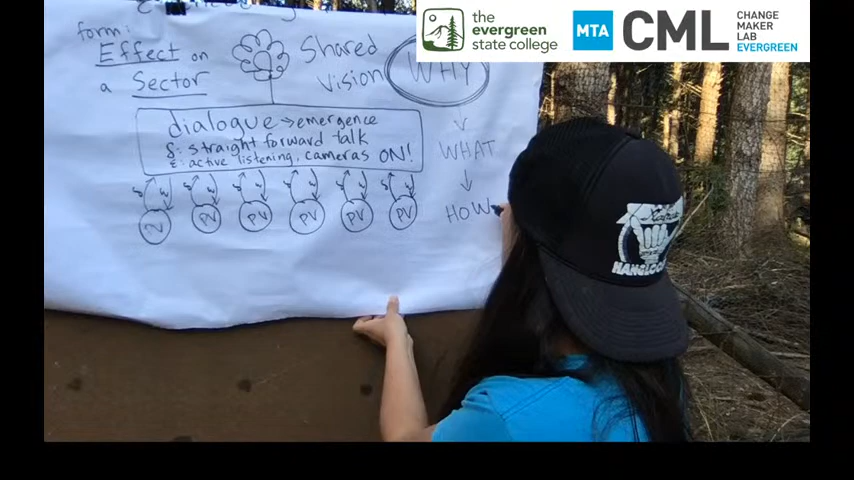 the
evergreen
state college
MTA
CML
CHANGE
MAKER
LAB
EVERGREEN
form:
Effect on
a Sector
Shared
Vision
WHY
dialogue → emergence
δ: straight forward talk
ε: active listening, cameras ON!
WHAT
HOW
PV
PV
PV
PV
PV
HANGLOOSE